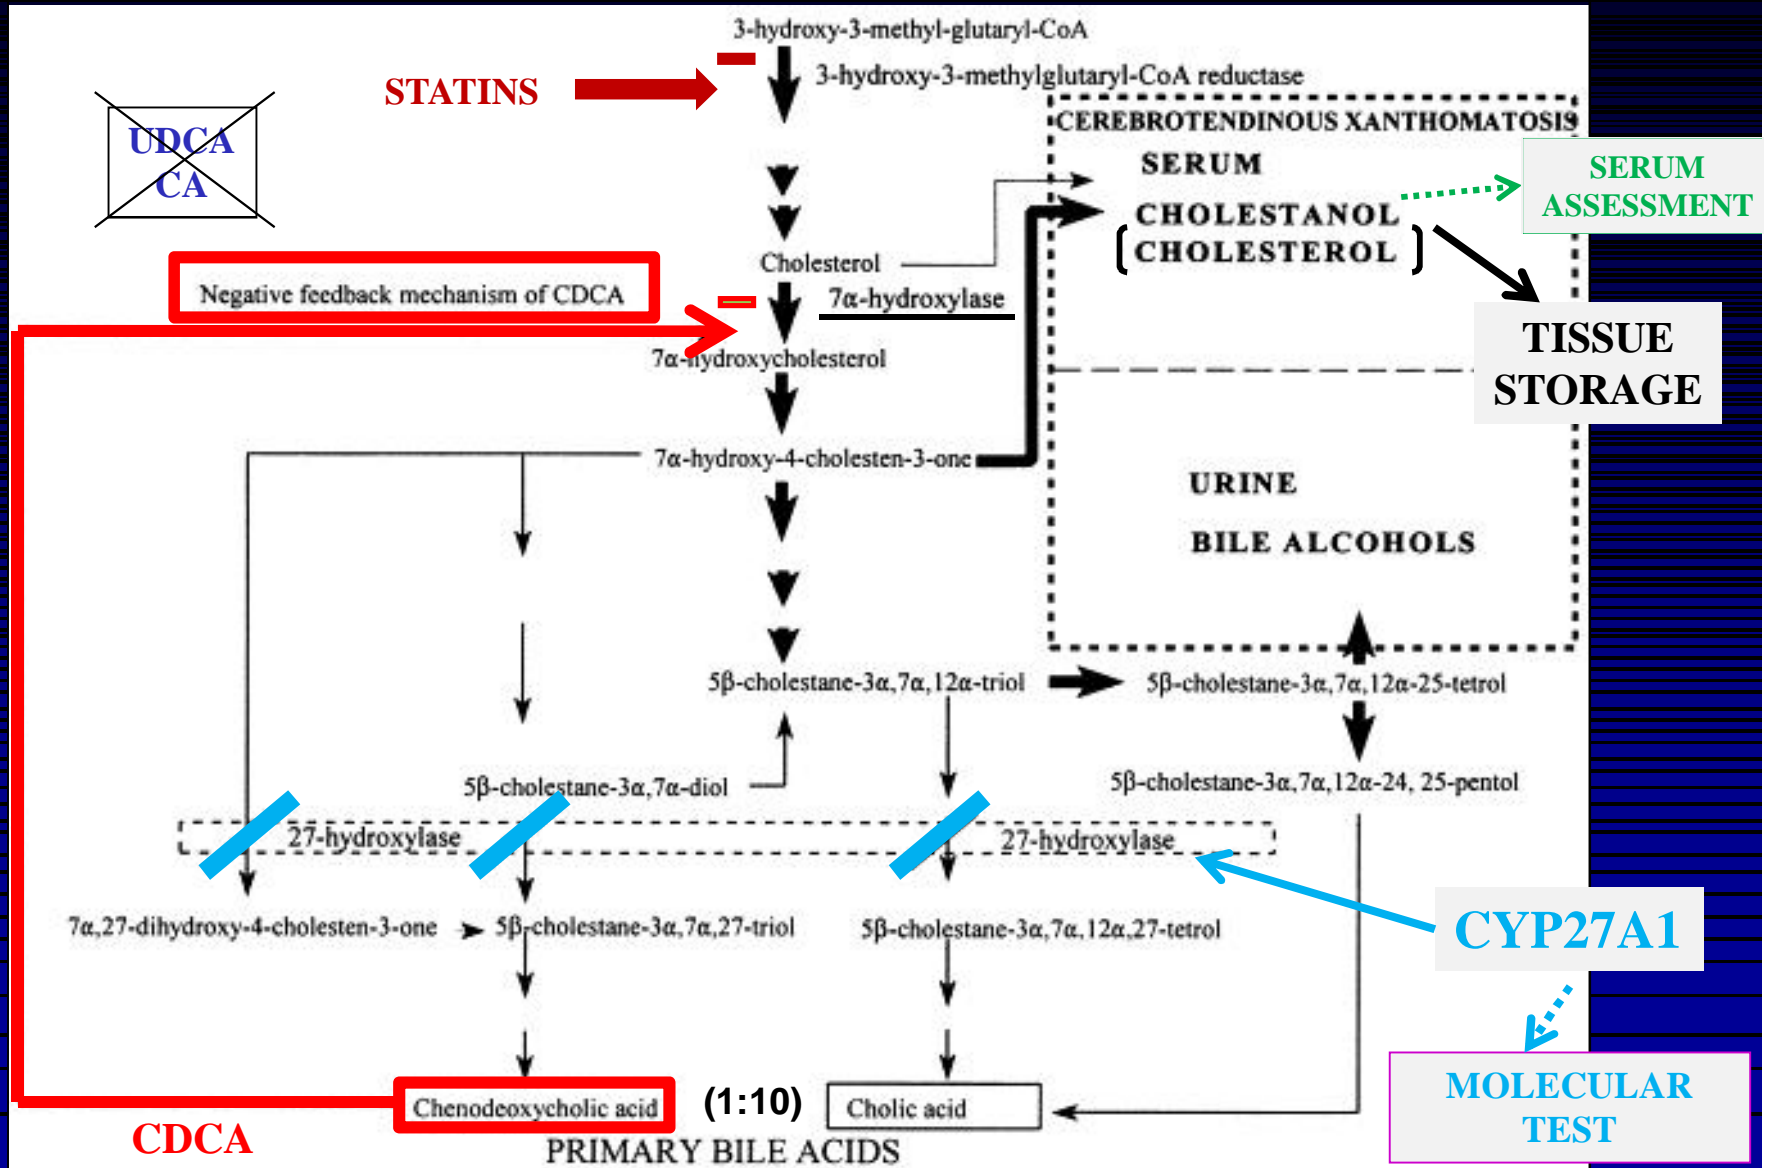 3-hydroxy-3-methyl-glutaryl-CoA
STATINS
3-hydroxy-3-methylglutaryl-CoA reductase
UDCA
CA
CEREBROTENDINOUS XANTHOMATOSIS
SERUM
CHOLESTANOL
(CHOLESTEROL)
SERUM
ASSESSMENT
Cholesterol
Negative feedback mechanism of CDCA
7α-hydroxylase
TISSUE
STORAGE
7α-hydroxycholesterol
7α-hydroxy-4-cholesten-3-one
URINE
BILE ALCOHOLS
5β-cholestane-3α,7α,12α-triol
5β-cholestane-3α,7α,12α-25-tetrol
5β-cholestane-3α,7α-diol
5β-cholestane-3α,7α,12α-24, 25-pentol
27-hydroxylase
27-hydroxylase
CYP27A1
7α,27-dihydroxy-4-cholesten-3-one
5β-cholestane-3α,7α,27-triol
5β-cholestane-3α,7α,12α,27-tetrol
MOLECULAR
TEST
Chenodeoxycholic acid
(1:10)
Cholic acid
CDCA
PRIMARY BILE ACIDS